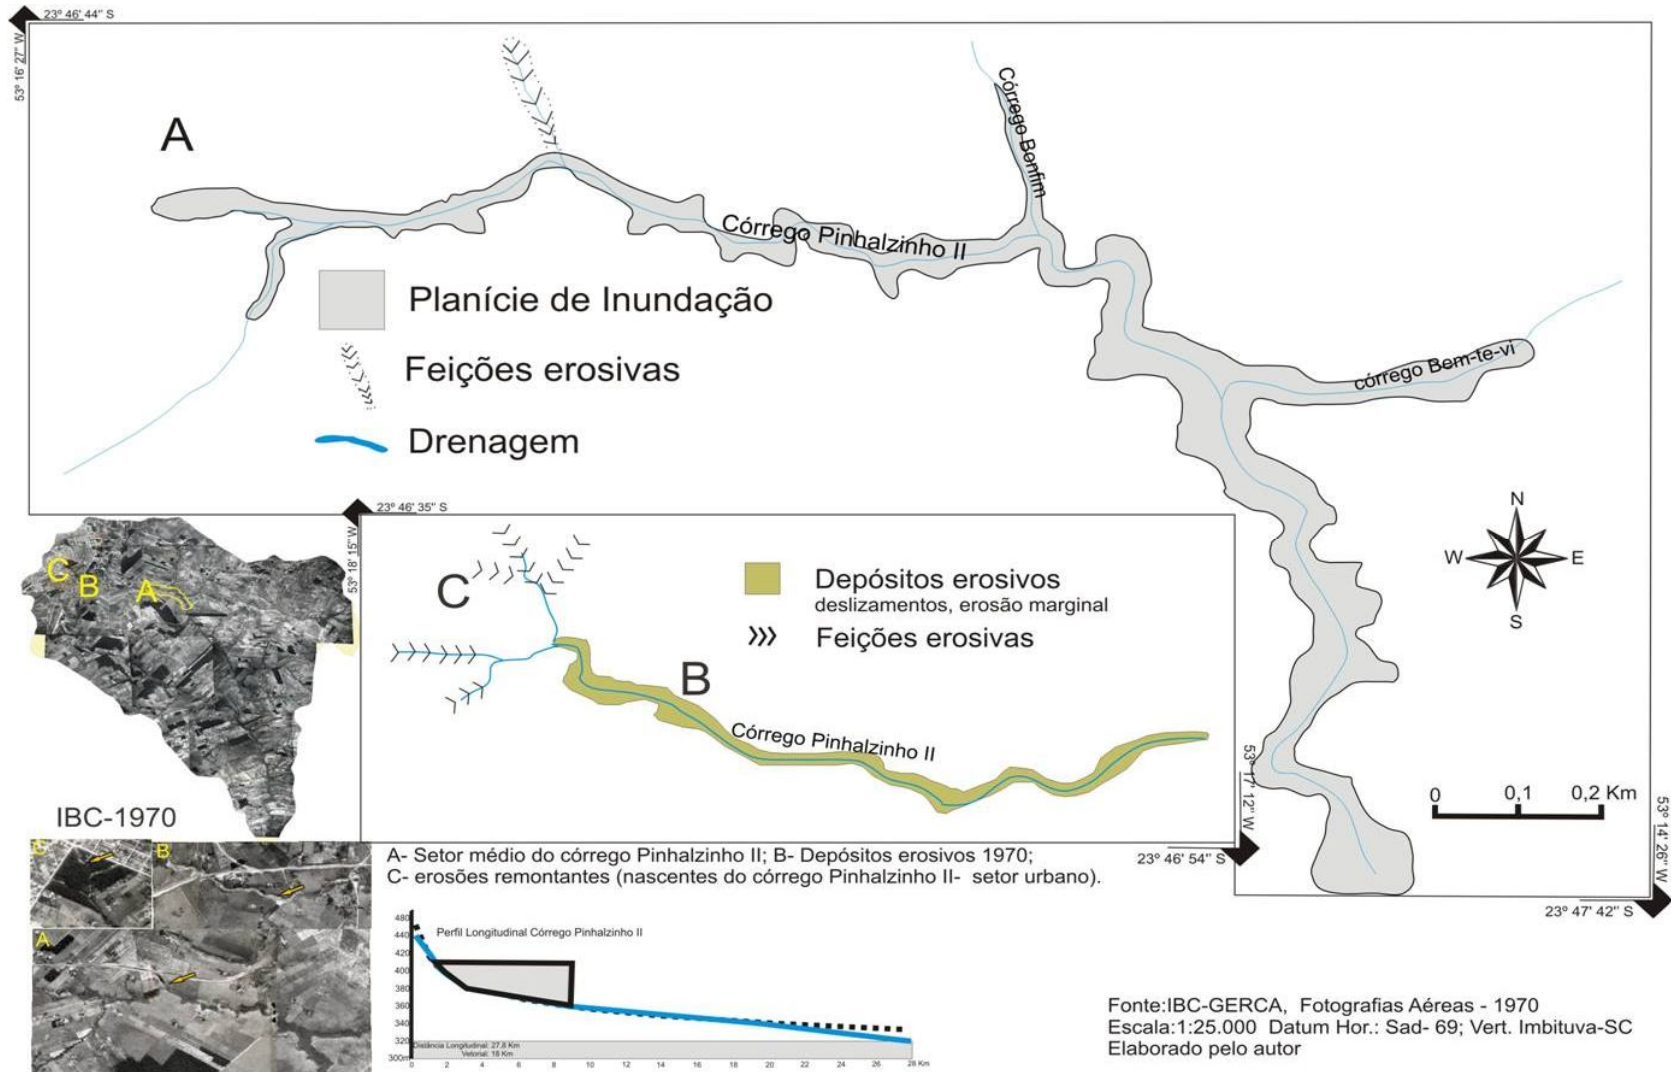 23º 46' 44'' S
53º 16' 27'' W
A
Córrego Bonfim
Córrego Pinhalzinho II
córrego Bem-te-vi
Planície de Inundação
Feições erosivas
Drenagem
N
W E
S
0 0,1 0,2 Km
23º 46' 35'' S
53º 18' 15'' W
C
B
A
C
Depósitos erosivos
deslizamentos, erosão marginal
Feições erosivas
B
Córrego Pinhalzinho II
53º 17' 12'' W
23º 46' 54'' S
53º 14' 26'' W
23º 47' 42'' S
IBC-1970
C
B
A
A- Setor médio do córrego Pinhalzinho II; B- Depósitos erosivos 1970;
C- erosões remontantes (nascentes do córrego Pinhalzinho II- setor urbano).
Perfil Longitudinal Córrego Pinhalzinho II
480
440
420
400
380
360
340
320
300m
Distância Longitudinal: 27.8 Km
Vetorial: 18 Km
0 2 4 6 8 10 12 14 16 18 20 22 24 26 28 Km
Fonte:IBC-GERCA, Fotografias Aéreas - 1970
Escala:1:25.000 Datum Hor.: Sad- 69; Vert. Imbituva-SC
Elaborado pelo autor